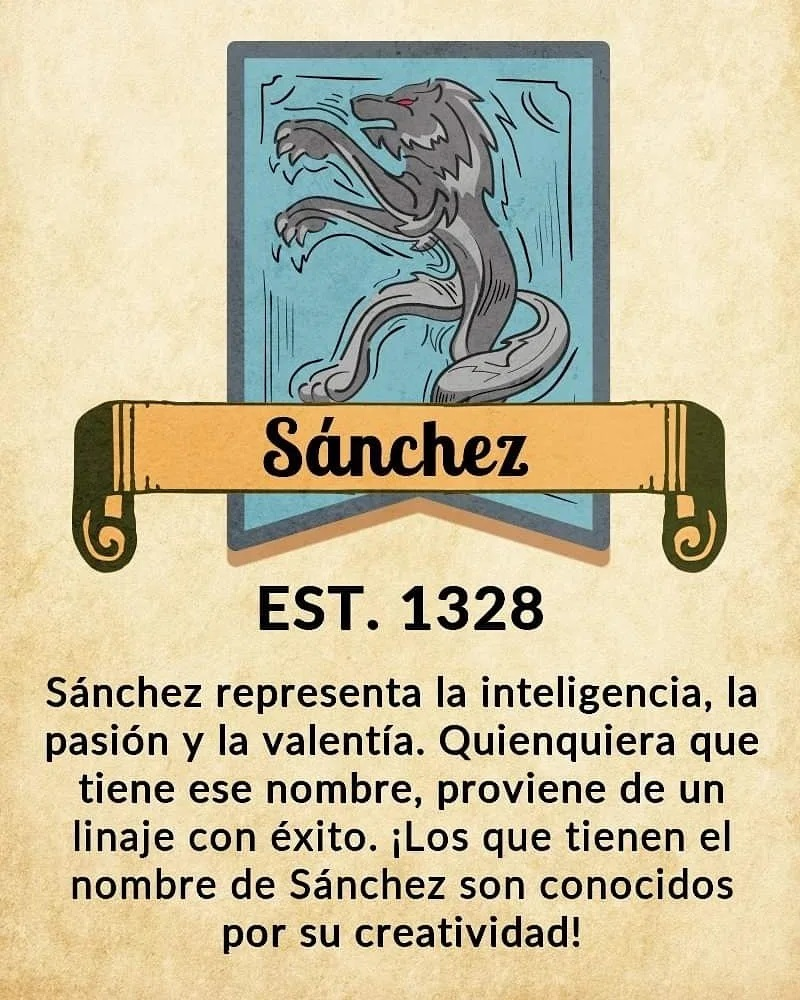 Sánchez
EST. 1328
Sánchez representa la inteligencia, la
pasión y la valentía. Quienquiera que
tiene ese nombre, proviene de un
linaje con éxito. ¡Los que tienen el
nombre de Sánchez son conocidos
por su creatividad!